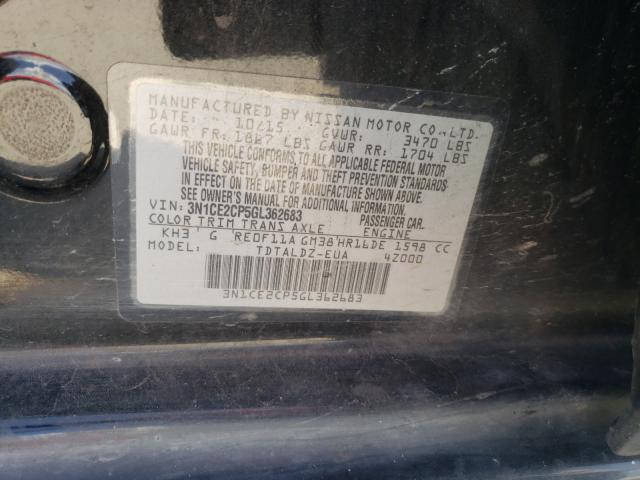 MANUFACTURED BY NISSAN MOTOR CO.,LTD.
DATE: 10/15 GVWR: 3470 LBS
GAWR FR: 1867 LBS GAWR RR: 1704 LBS
THIS VEHICLE CONFORMS TO ALL APPLICABLE FEDERAL MOTOR
VEHICLE SAFETY, BUMPER AND THEFT PREVENTION STANDARDS
IN EFFECT ON THE DATE OF MANUFACTURE SHOWN ABOVE.
SEE OWNER'S MANUAL FOR ADDITIONAL INFORMATION.
VIN: 3N1CE2CP5GL362683 PASSENGER CAR
COLOR TRIM TRANS AXLE ENGINE
KH3 G RE0F11A GM38 HR16DE 1598 CC
MODEL: TDTALDZ-EUA 4Z000
3N1CE2CP5GL362683